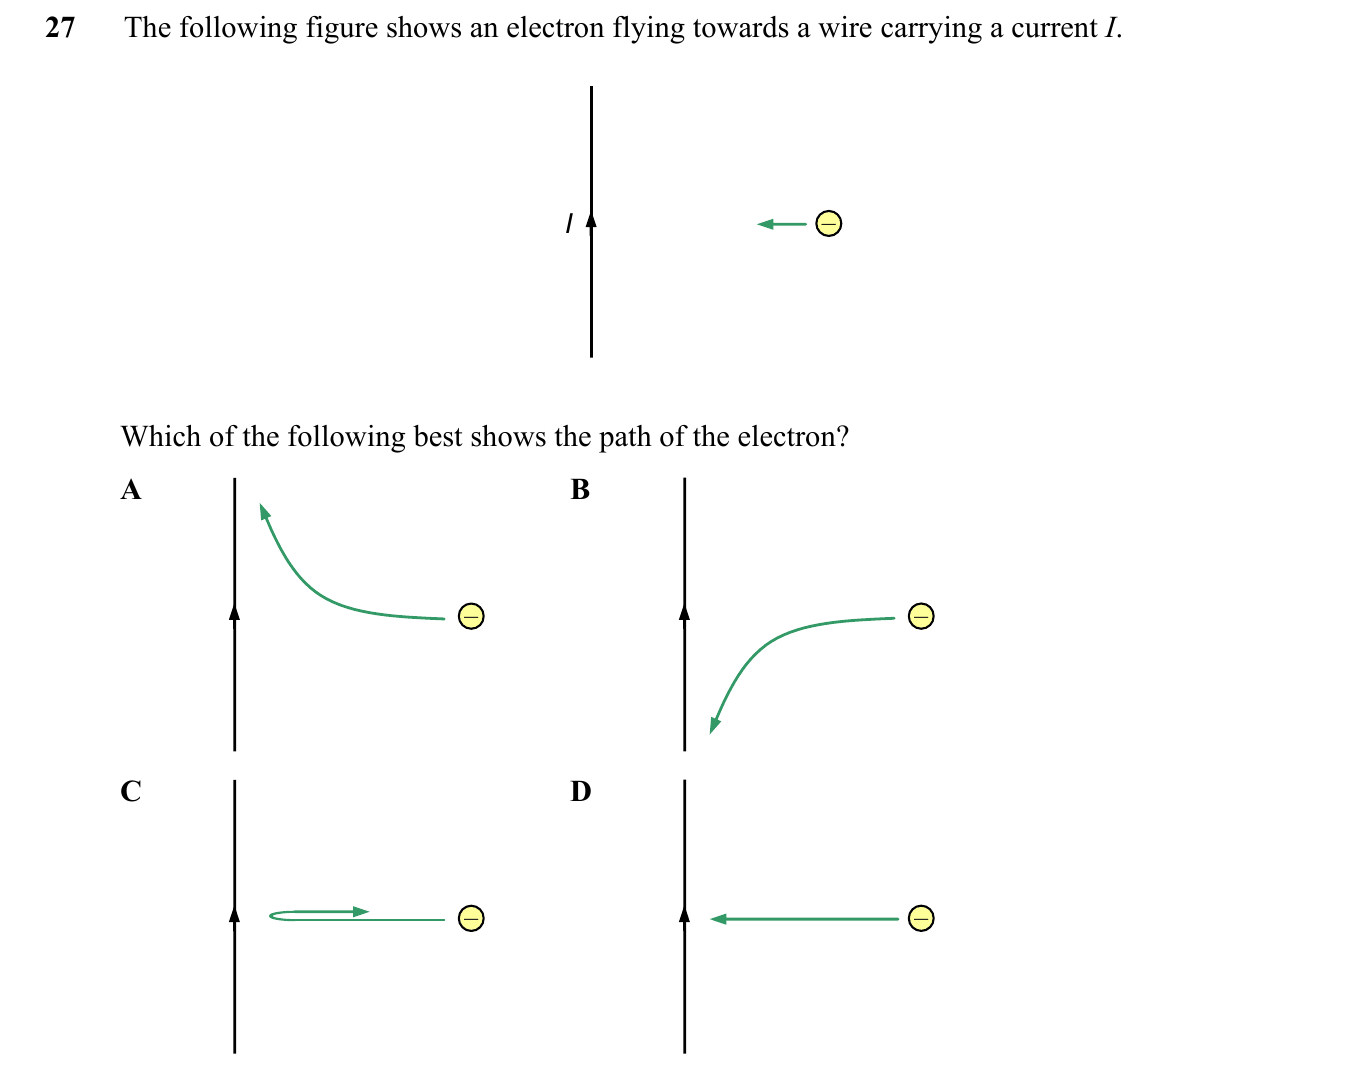 27 The following figure shows an electron flying towards a wire carrying a current I.
I
Which of the following best shows the path of the electron?
A B
C D